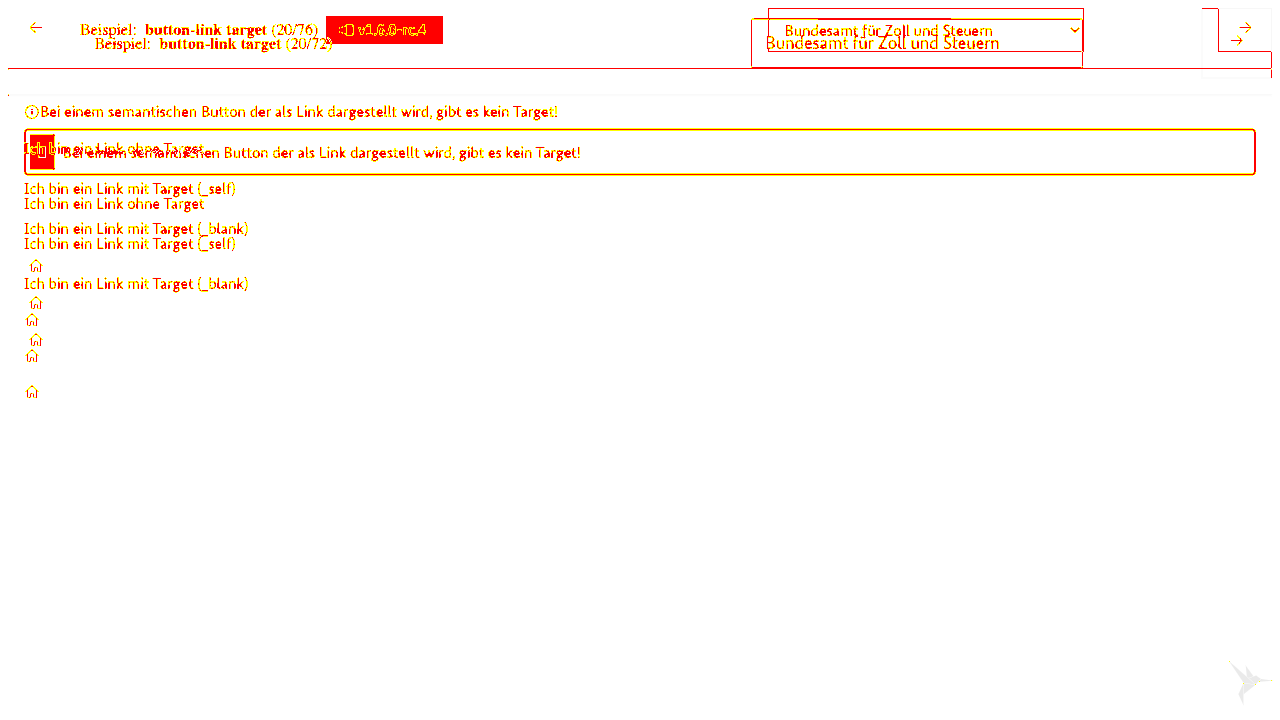 Beispiel: button-link target (20/76) v1.6.0-rc.4
Beispiel: button-link target (20/72)
Bundesamt für Zoll und Steuern
Bundesamt für Zoll und Steuern
Bei einem semantischen Button der als Link dargestellt wird, gibt es kein Target!
Ich bin ein Link ohne Target
Bei einem semantischen Button der als Link dargestellt wird, gibt es kein Target!
Ich bin ein Link mit Target (_self)
Ich bin ein Link ohne Target
Ich bin ein Link mit Target (_blank)
Ich bin ein Link mit Target (_self)
Ich bin ein Link mit Target (_blank)